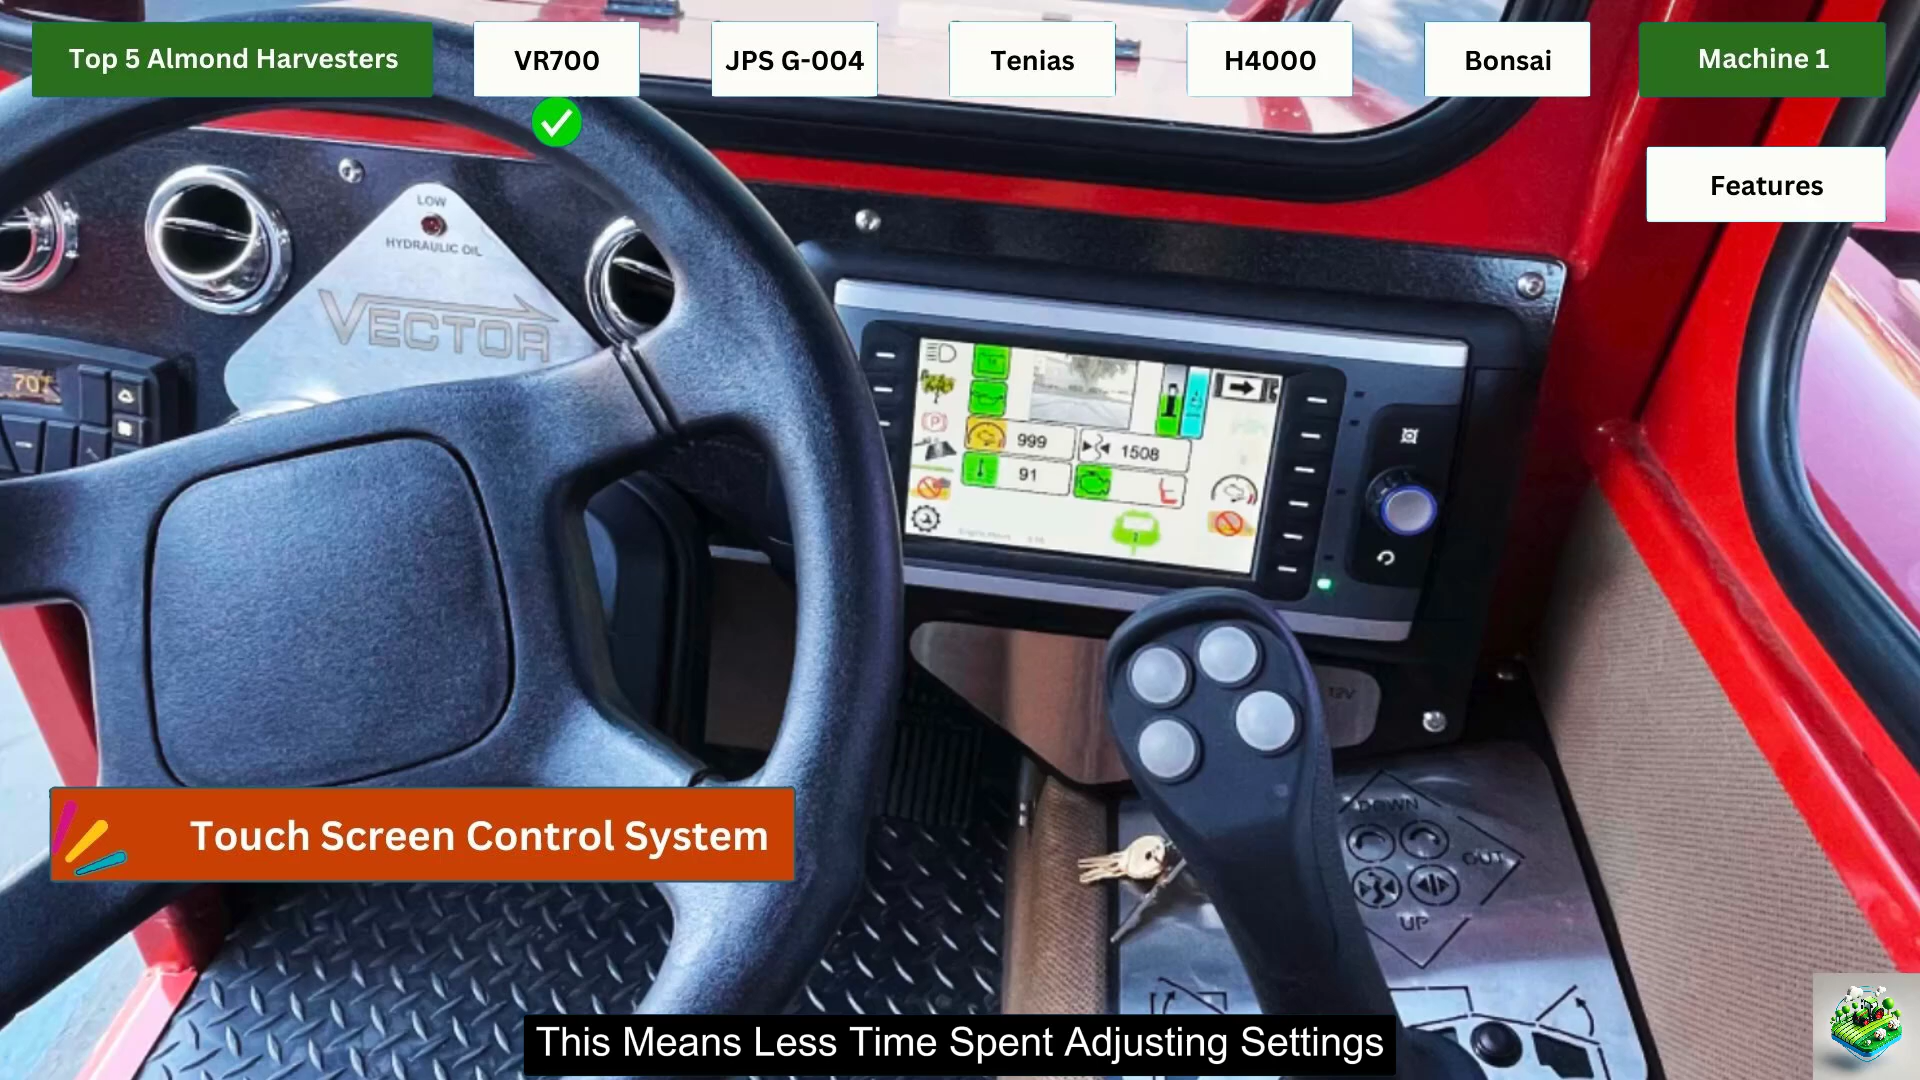 Top 5 Almond Harvesters
VR700
JPS G-004
Tenias
H4000
Bonsai
Machine 1
Features
LOW
HYDRAULIC OIL
VECTOR
70
999
1508
91
12V
DOWN
OUT
UP
Touch Screen Control System
This Means Less Time Spent Adjusting Settings